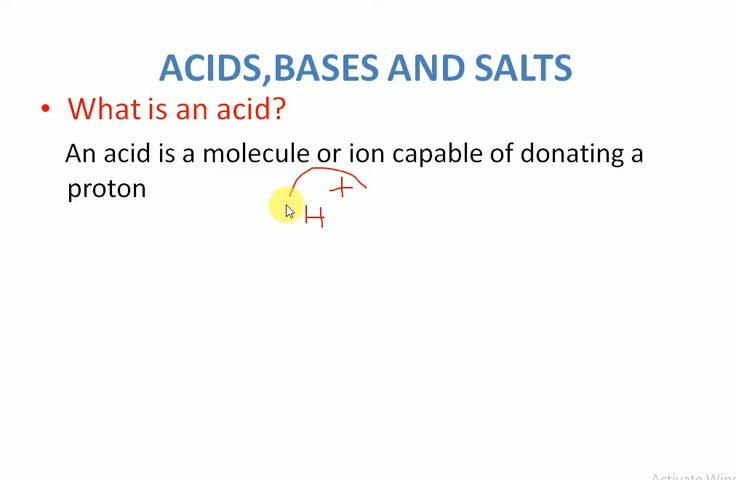 ACIDS,BASES AND SALTS
• What is an acid?
An acid is a molecule or ion capable of donating a
proton
H+